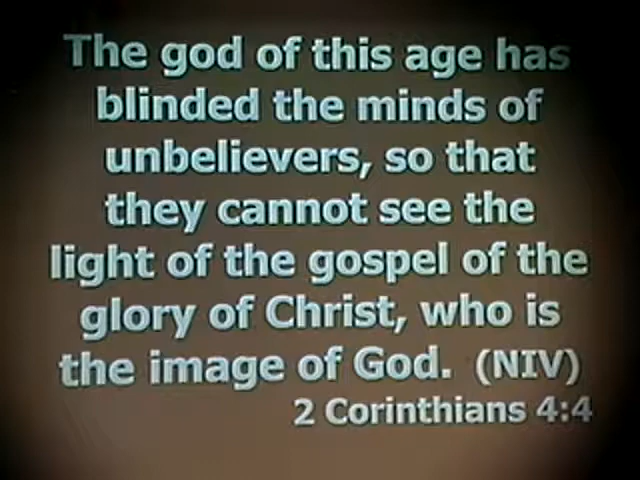 The god of this age has
blinded the minds of
unbelievers, so that
they cannot see the
light of the gospel of the
glory of Christ, who is
the image of God. (NIV)
2 Corinthians 4:4